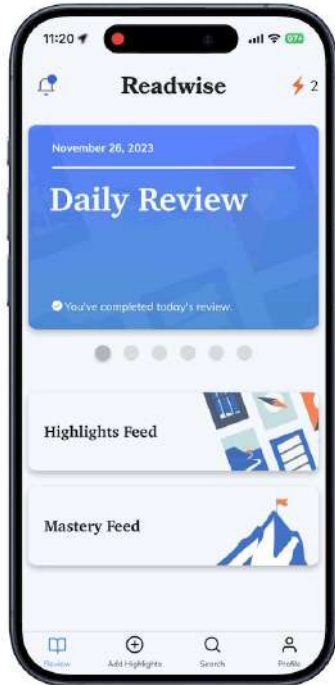 11:20
97+
Readwise
2
November 26, 2023
Daily Review
You've completed today's review.
Highlights Feed
Mastery Feed
Review
Add Highlights
Search
Profile